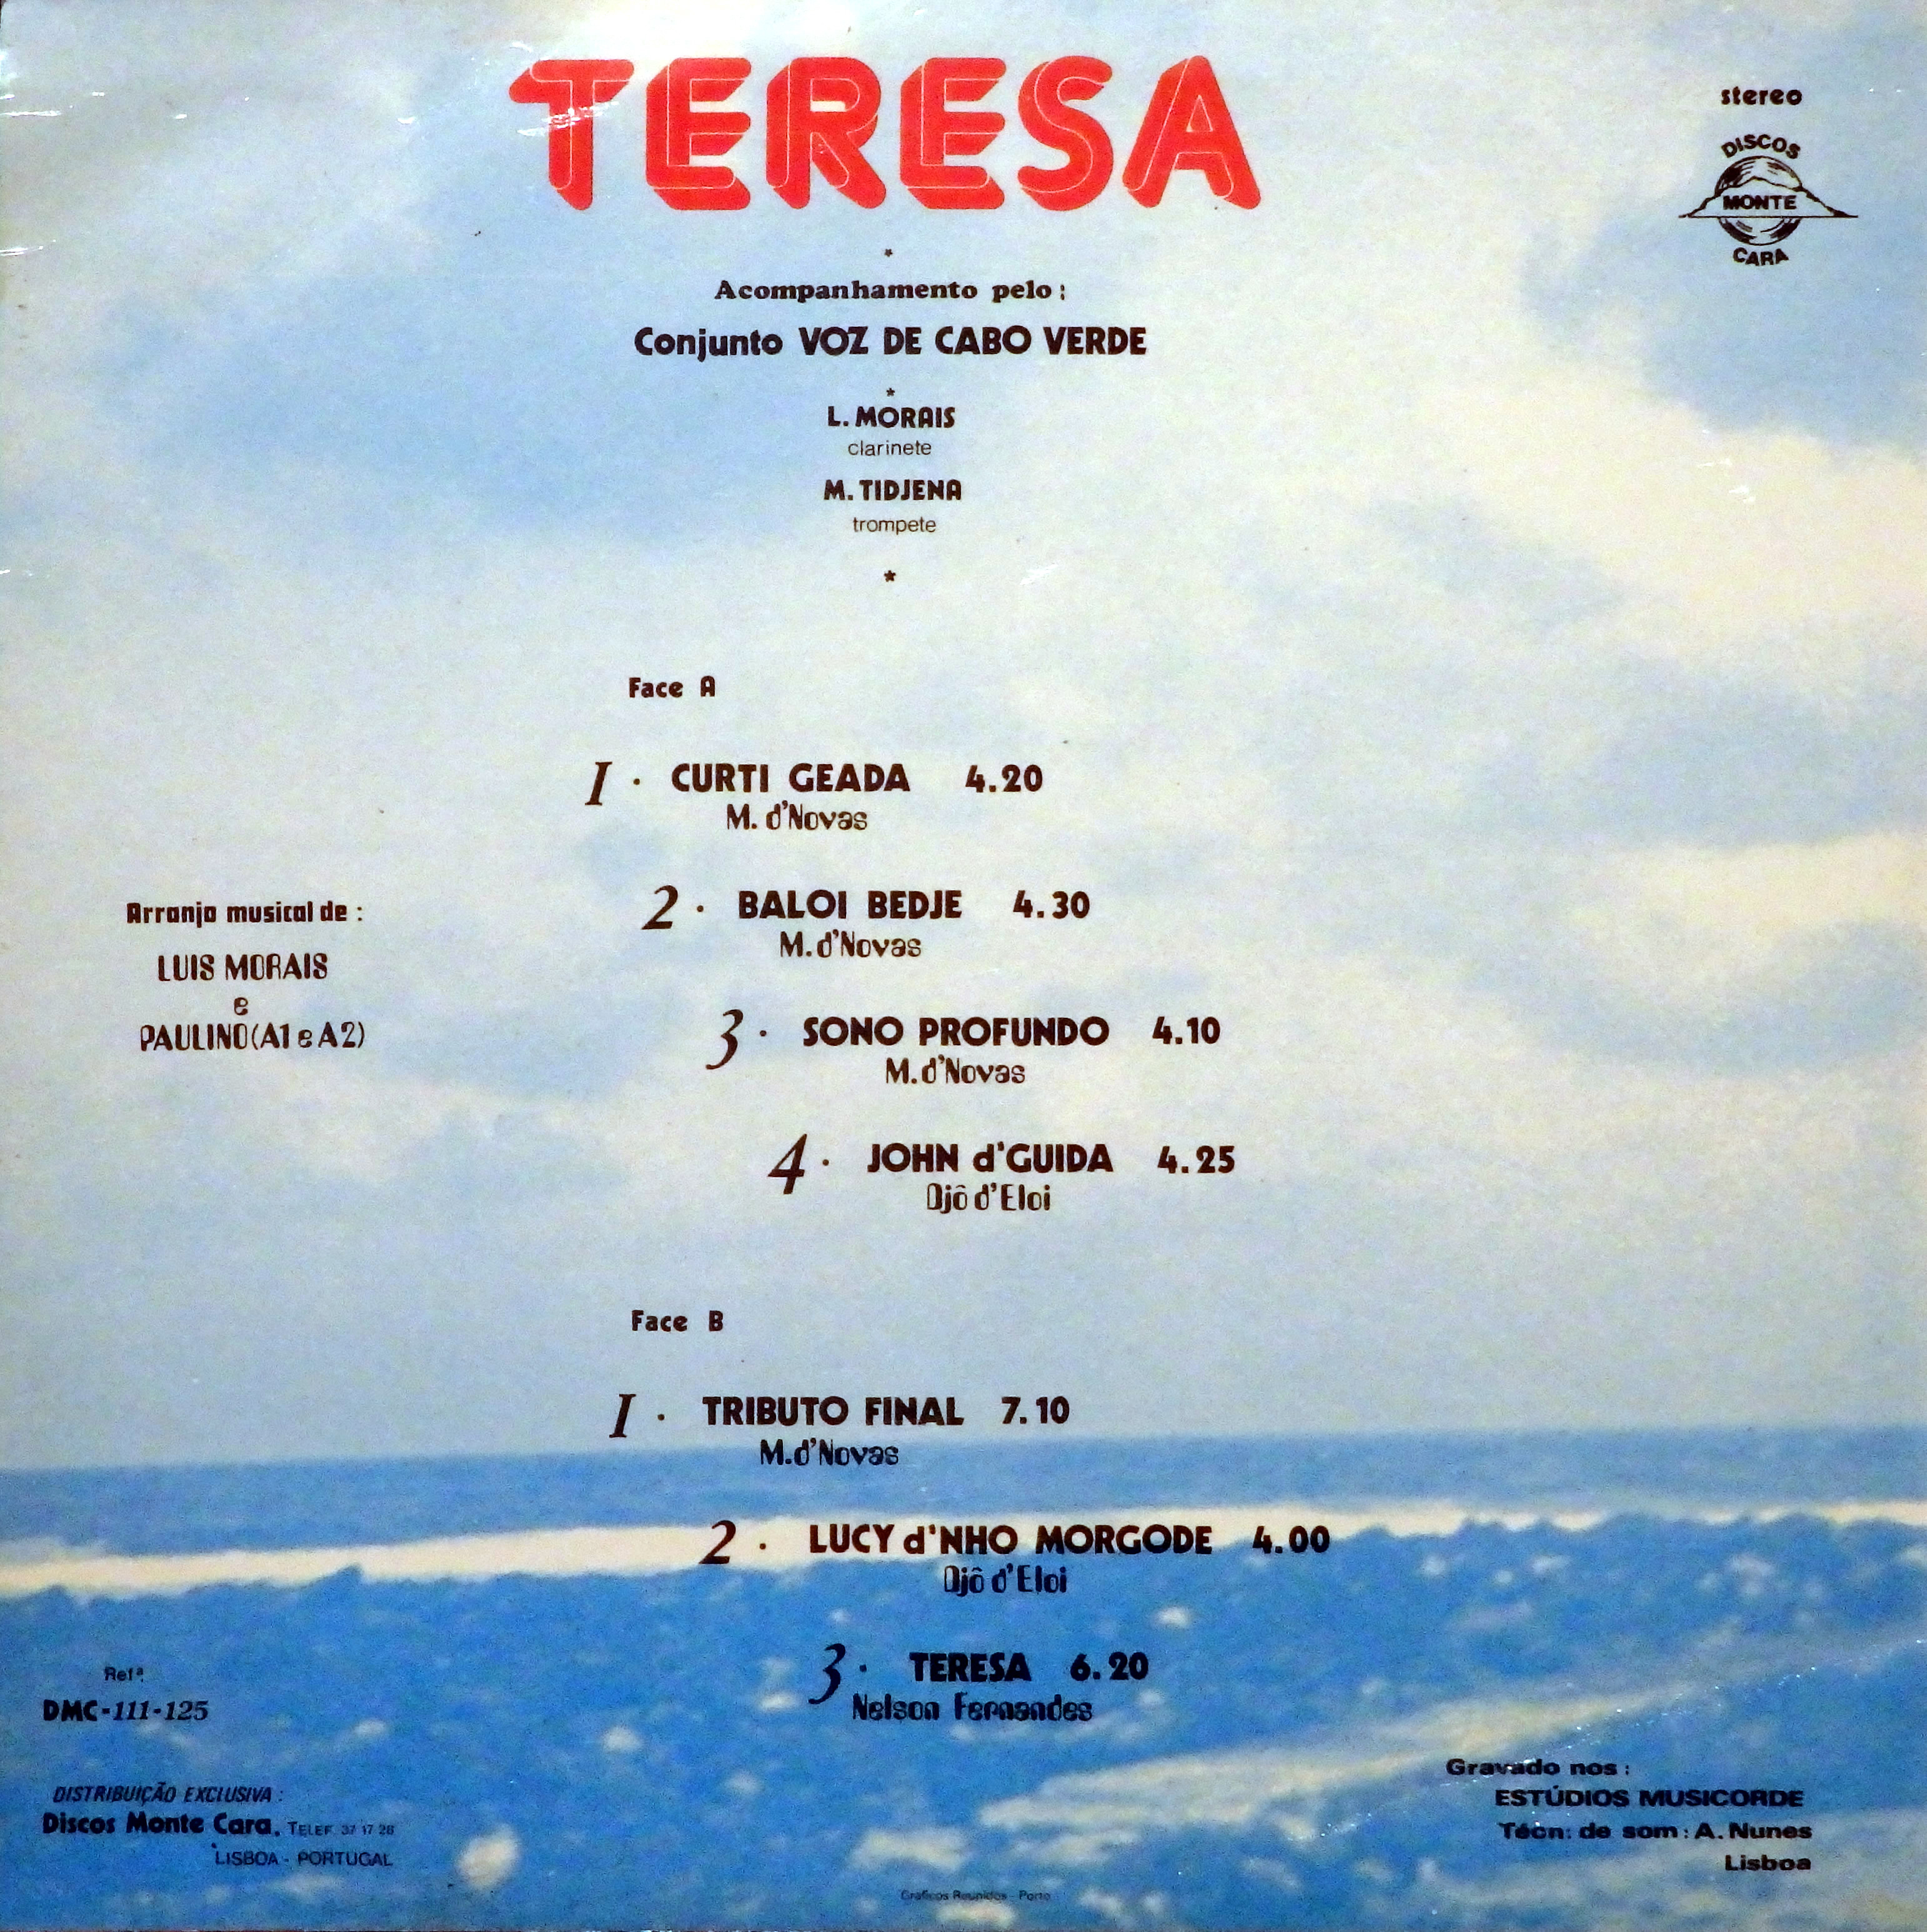 TERESA
stereo
DISCOS
MONTE
CARA
*
Acompanhamento pelo :
Conjunto VOZ DE CABO VERDE
*
L. MORAIS
clarinete
M. TIDJENA
trompete
*
Face A
1 · CURTI GEADA 4.20
M. d'Novas
2 · BALOI BEDJE 4.30
M. d'Novas
3 · SONO PROFUNDO 4.10
M. d'Novas
4 · JOHN d'GUIDA 4.25
Djô d'Eloi
Arranjo musical de :
LUIS MORAIS
e
PAULINO (A1 e A2)
Face B
1 · TRIBUTO FINAL 7.10
M. d'Novas
2 · LUCY d'NHO MORGODE 4.00
Djô d'Eloi
3 · TERESA 6.20
Nelson Fernandes
Refª.
DMC-111-125
DISTRIBUIÇÃO EXCLUSIVA :
Discos Monte Cara. TELEF. 37 17 28
LISBOA - PORTUGAL
Gravado nos :
ESTÚDIOS MUSICORDE
Técn: de som : A. Nunes
Lisboa
Gráficos Reunidos - Porto